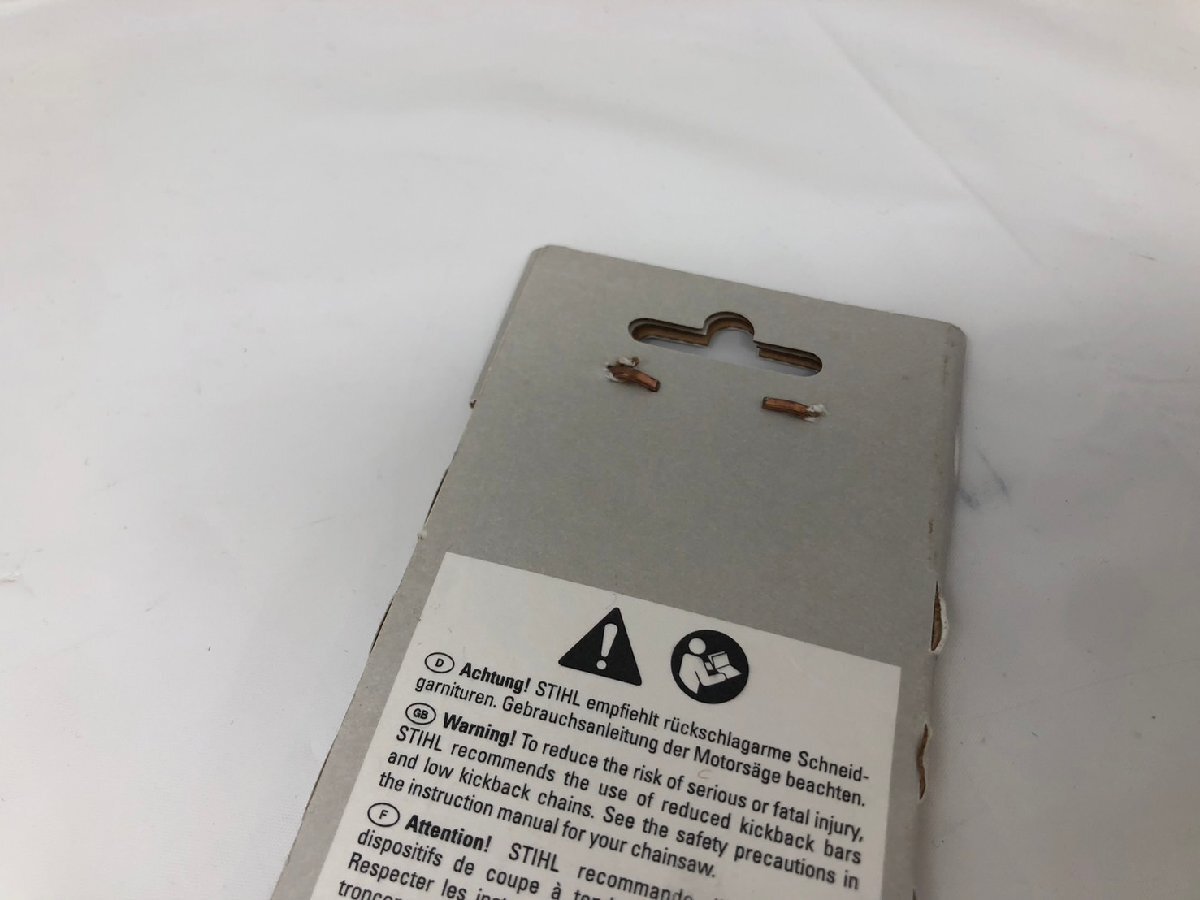 D Achtung! STIHL empfiehlt rückschlagarme Schneid-
garnituren. Gebrauchsanleitung der Motorsäge beachten.
GB Warning! To reduce the risk of serious or fatal injury,
STIHL recommends the use of reduced kickback bars
and low kickback chains. See the safety precautions in
the instruction manual for your chainsaw.
F Attention! STIHL recommande
dispositifs de coupe à
Respecter les